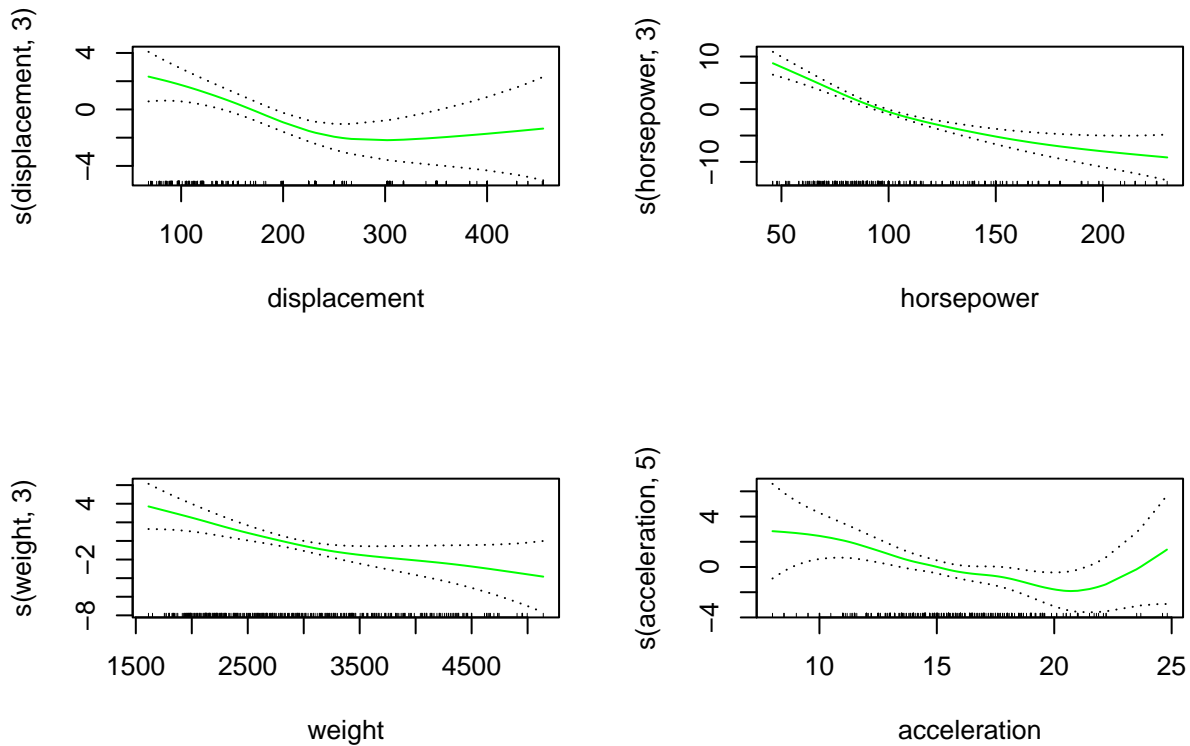 s(displacement, 3)
4
0
−4
100 200 300 400
displacement
s(horsepower, 3)
10
0
−10
50 100 150 200
horsepower
s(weight, 3)
4
−2
−8
1500 2500 3500 4500
weight
s(acceleration, 5)
4
0
−4
10 15 20 25
acceleration